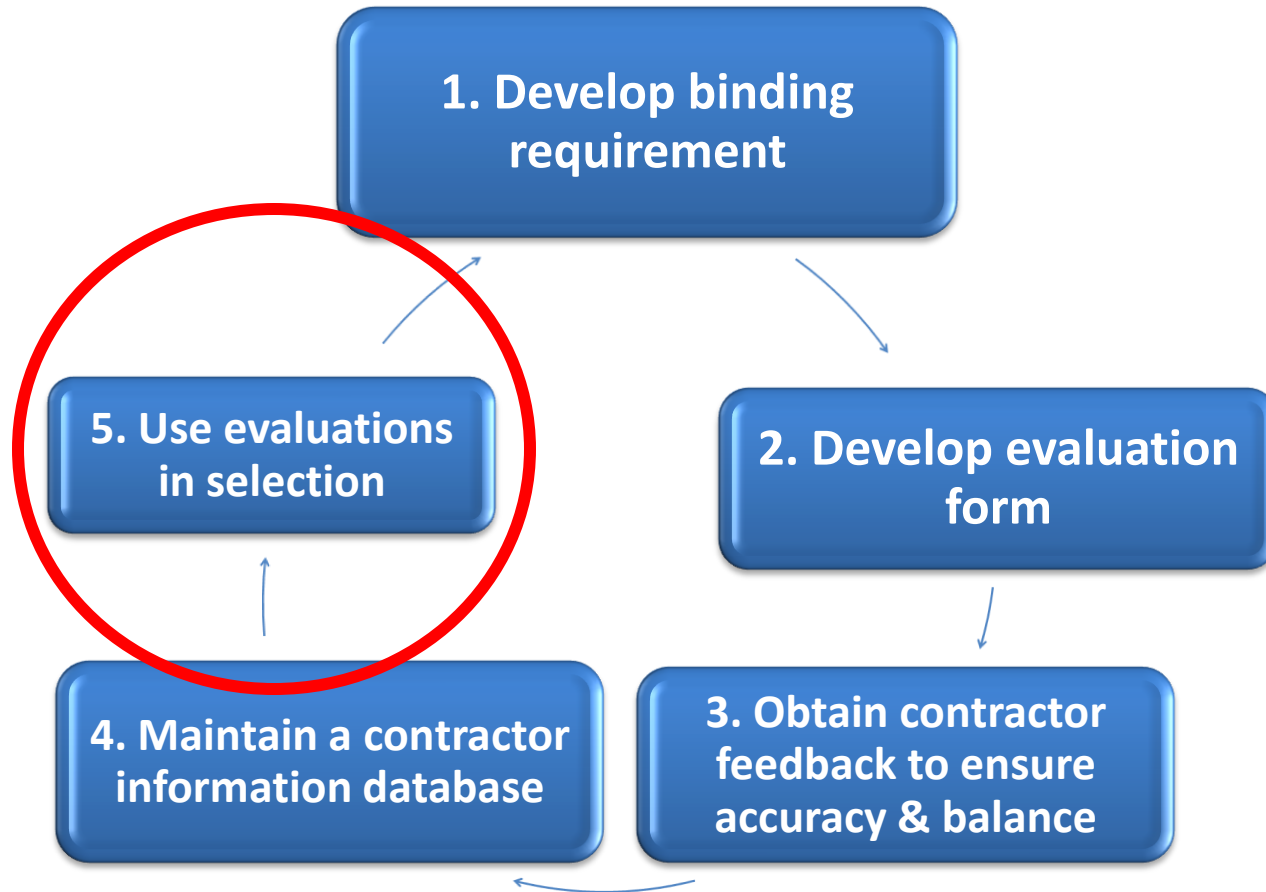 1. Develop binding
requirement
2. Develop evaluation
form
3. Obtain contractor
feedback to ensure
accuracy & balance
4. Maintain a contractor
information database
5. Use evaluations
in selection